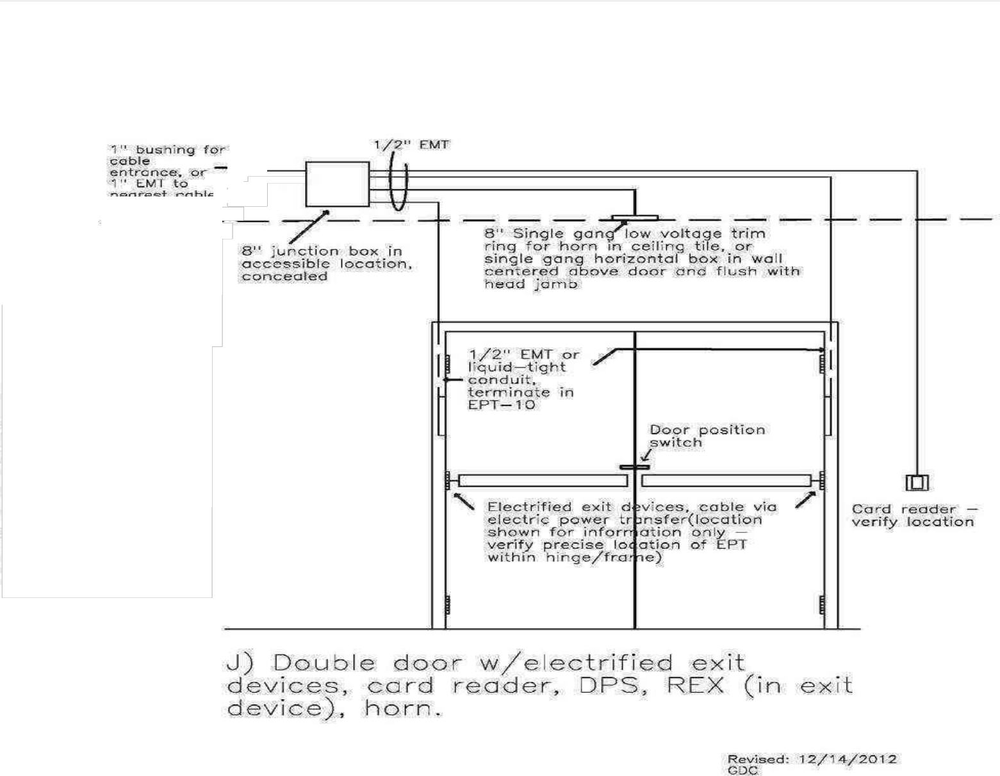 1" bushing for
cable
entrance, or
1" EMT to
nearest cable
1/2" EMT
8" junction box in
accessible location,
concealed
8" Single gang low voltage trim
ring for horn in ceiling tile, or
single gang horizontal box in wall
centered above door and flush with
head jamb
1/2" EMT or
liquid-tight
conduit,
terminate in
EPT-10
Door position
switch
Electrified exit devices, cable via
electric power transfer(location
shown for information only -
verify precise location of EPT
within hinge/frame)
Card reader -
verify location
J) Double door w/electrified exit
devices, card reader, DPS, REX (in exit
device), horn.
Revised: 12/14/2012
GDC